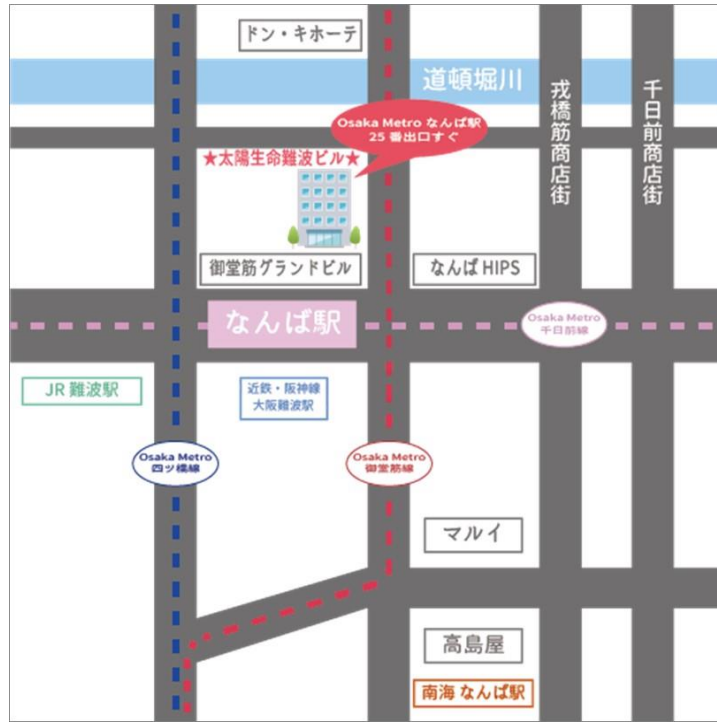 ドン・キホーテ
道頓堀川
戎橋筋商店街
千日前商店街
Osaka Metro なんば駅
25 番出口すぐ
★太陽生命難波ビル★
御堂筋グランドビル
なんば HIPS
なんば駅
Osaka Metro
千日前線
JR 難波駅
近鉄・阪神線
大阪難波駅
Osaka Metro
四ツ橋線
Osaka Metro
御堂筋線
マルイ
高島屋
南海 なんば駅